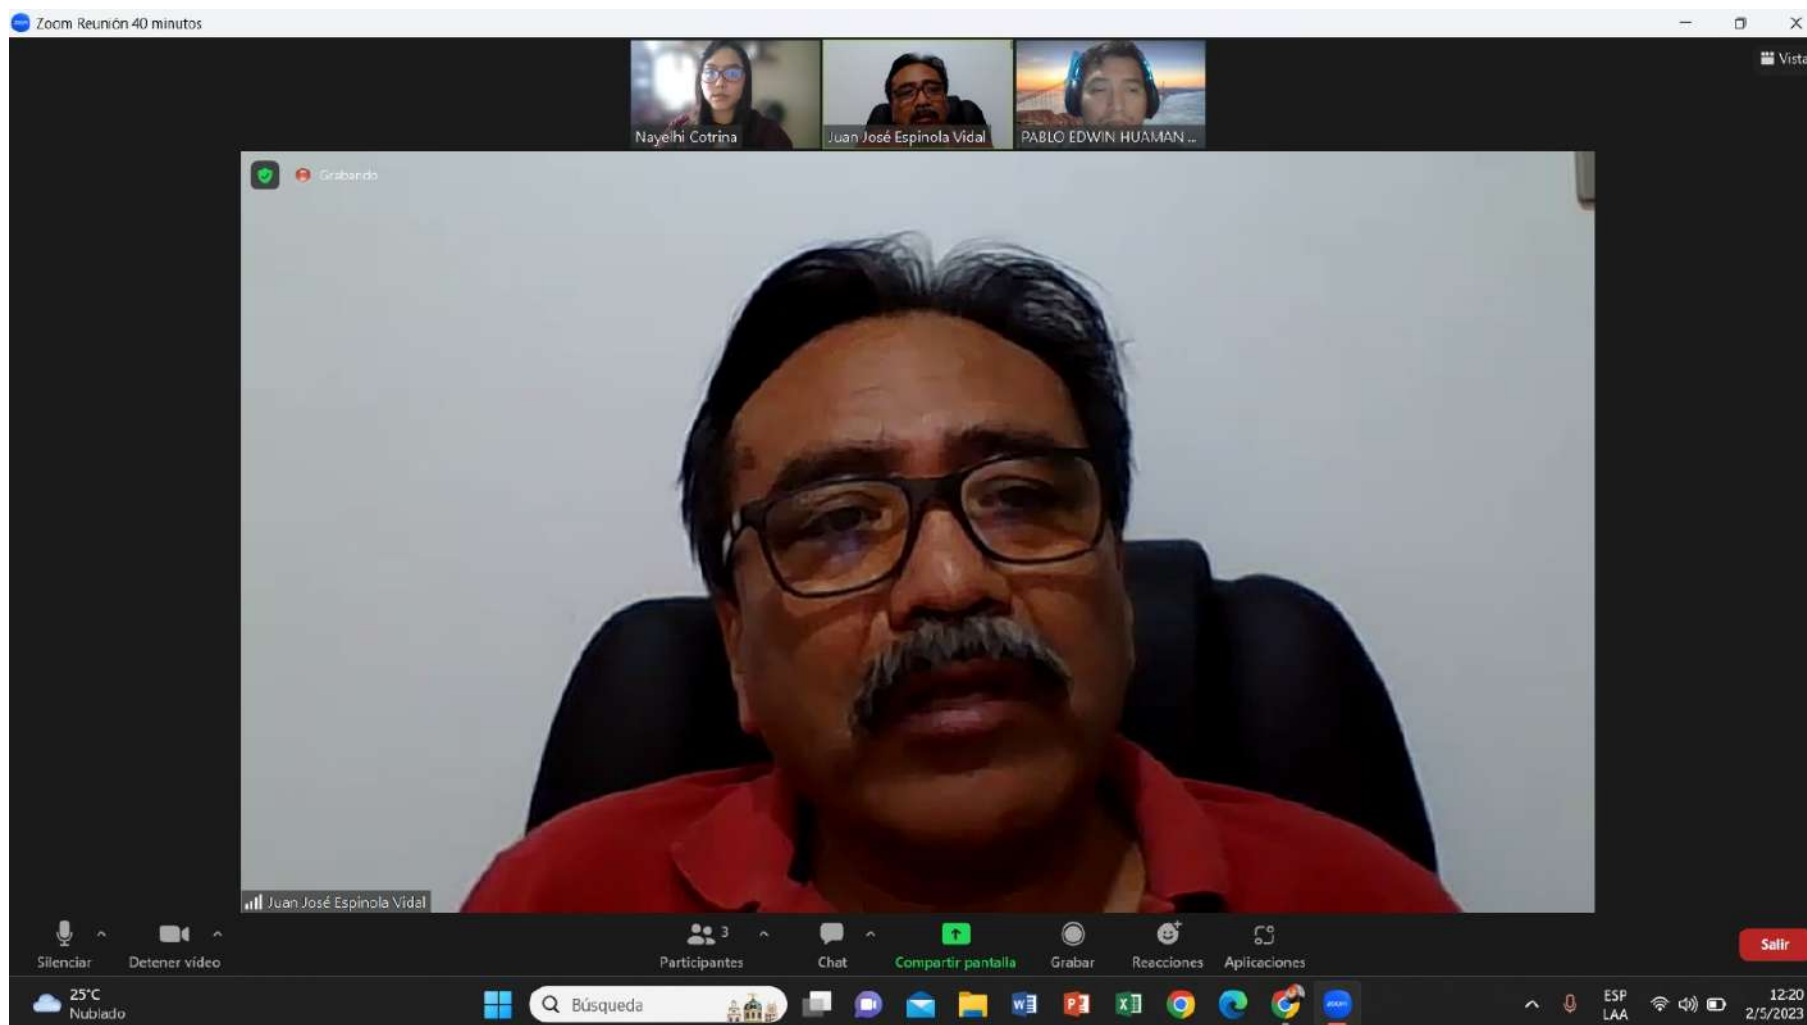 Zoom Reunión 40 minutos
Vista
Nayelhi Cotrina
Juan José Espinola Vidal
PABLO EDWIN HUAMAN ...
Grabando
Juan José Espinola Vidal
Silenciar
Detener vídeo
3
Participantes
Chat
Compartir pantalla
Grabar
Reacciones
Aplicaciones
Salir
25°C
Nublado
Búsqueda
ESP
LAA
12:20
2/5/2023